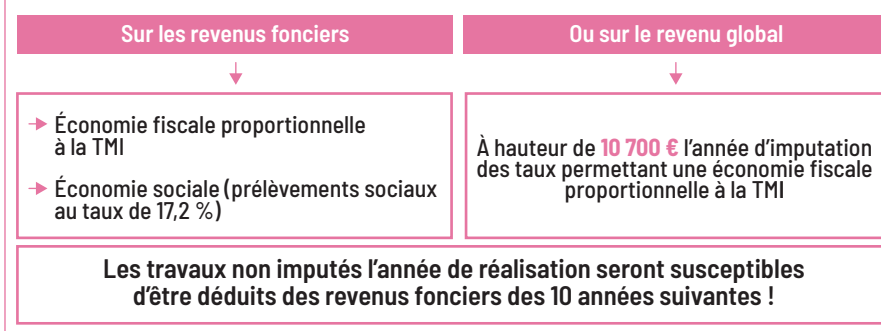 Sur les revenus fonciers
Ou sur le revenu global
Économie fiscale proportionnelle
à la TMI
Économie sociale (prélèvements sociaux
au taux de 17,2 %)
À hauteur de 10 700 € l'année d'imputation
des taux permettant une économie fiscale
proportionnelle à la TMI
Les travaux non imputés l'année de réalisation seront susceptibles
d'être déduits des revenus fonciers des 10 années suivantes !